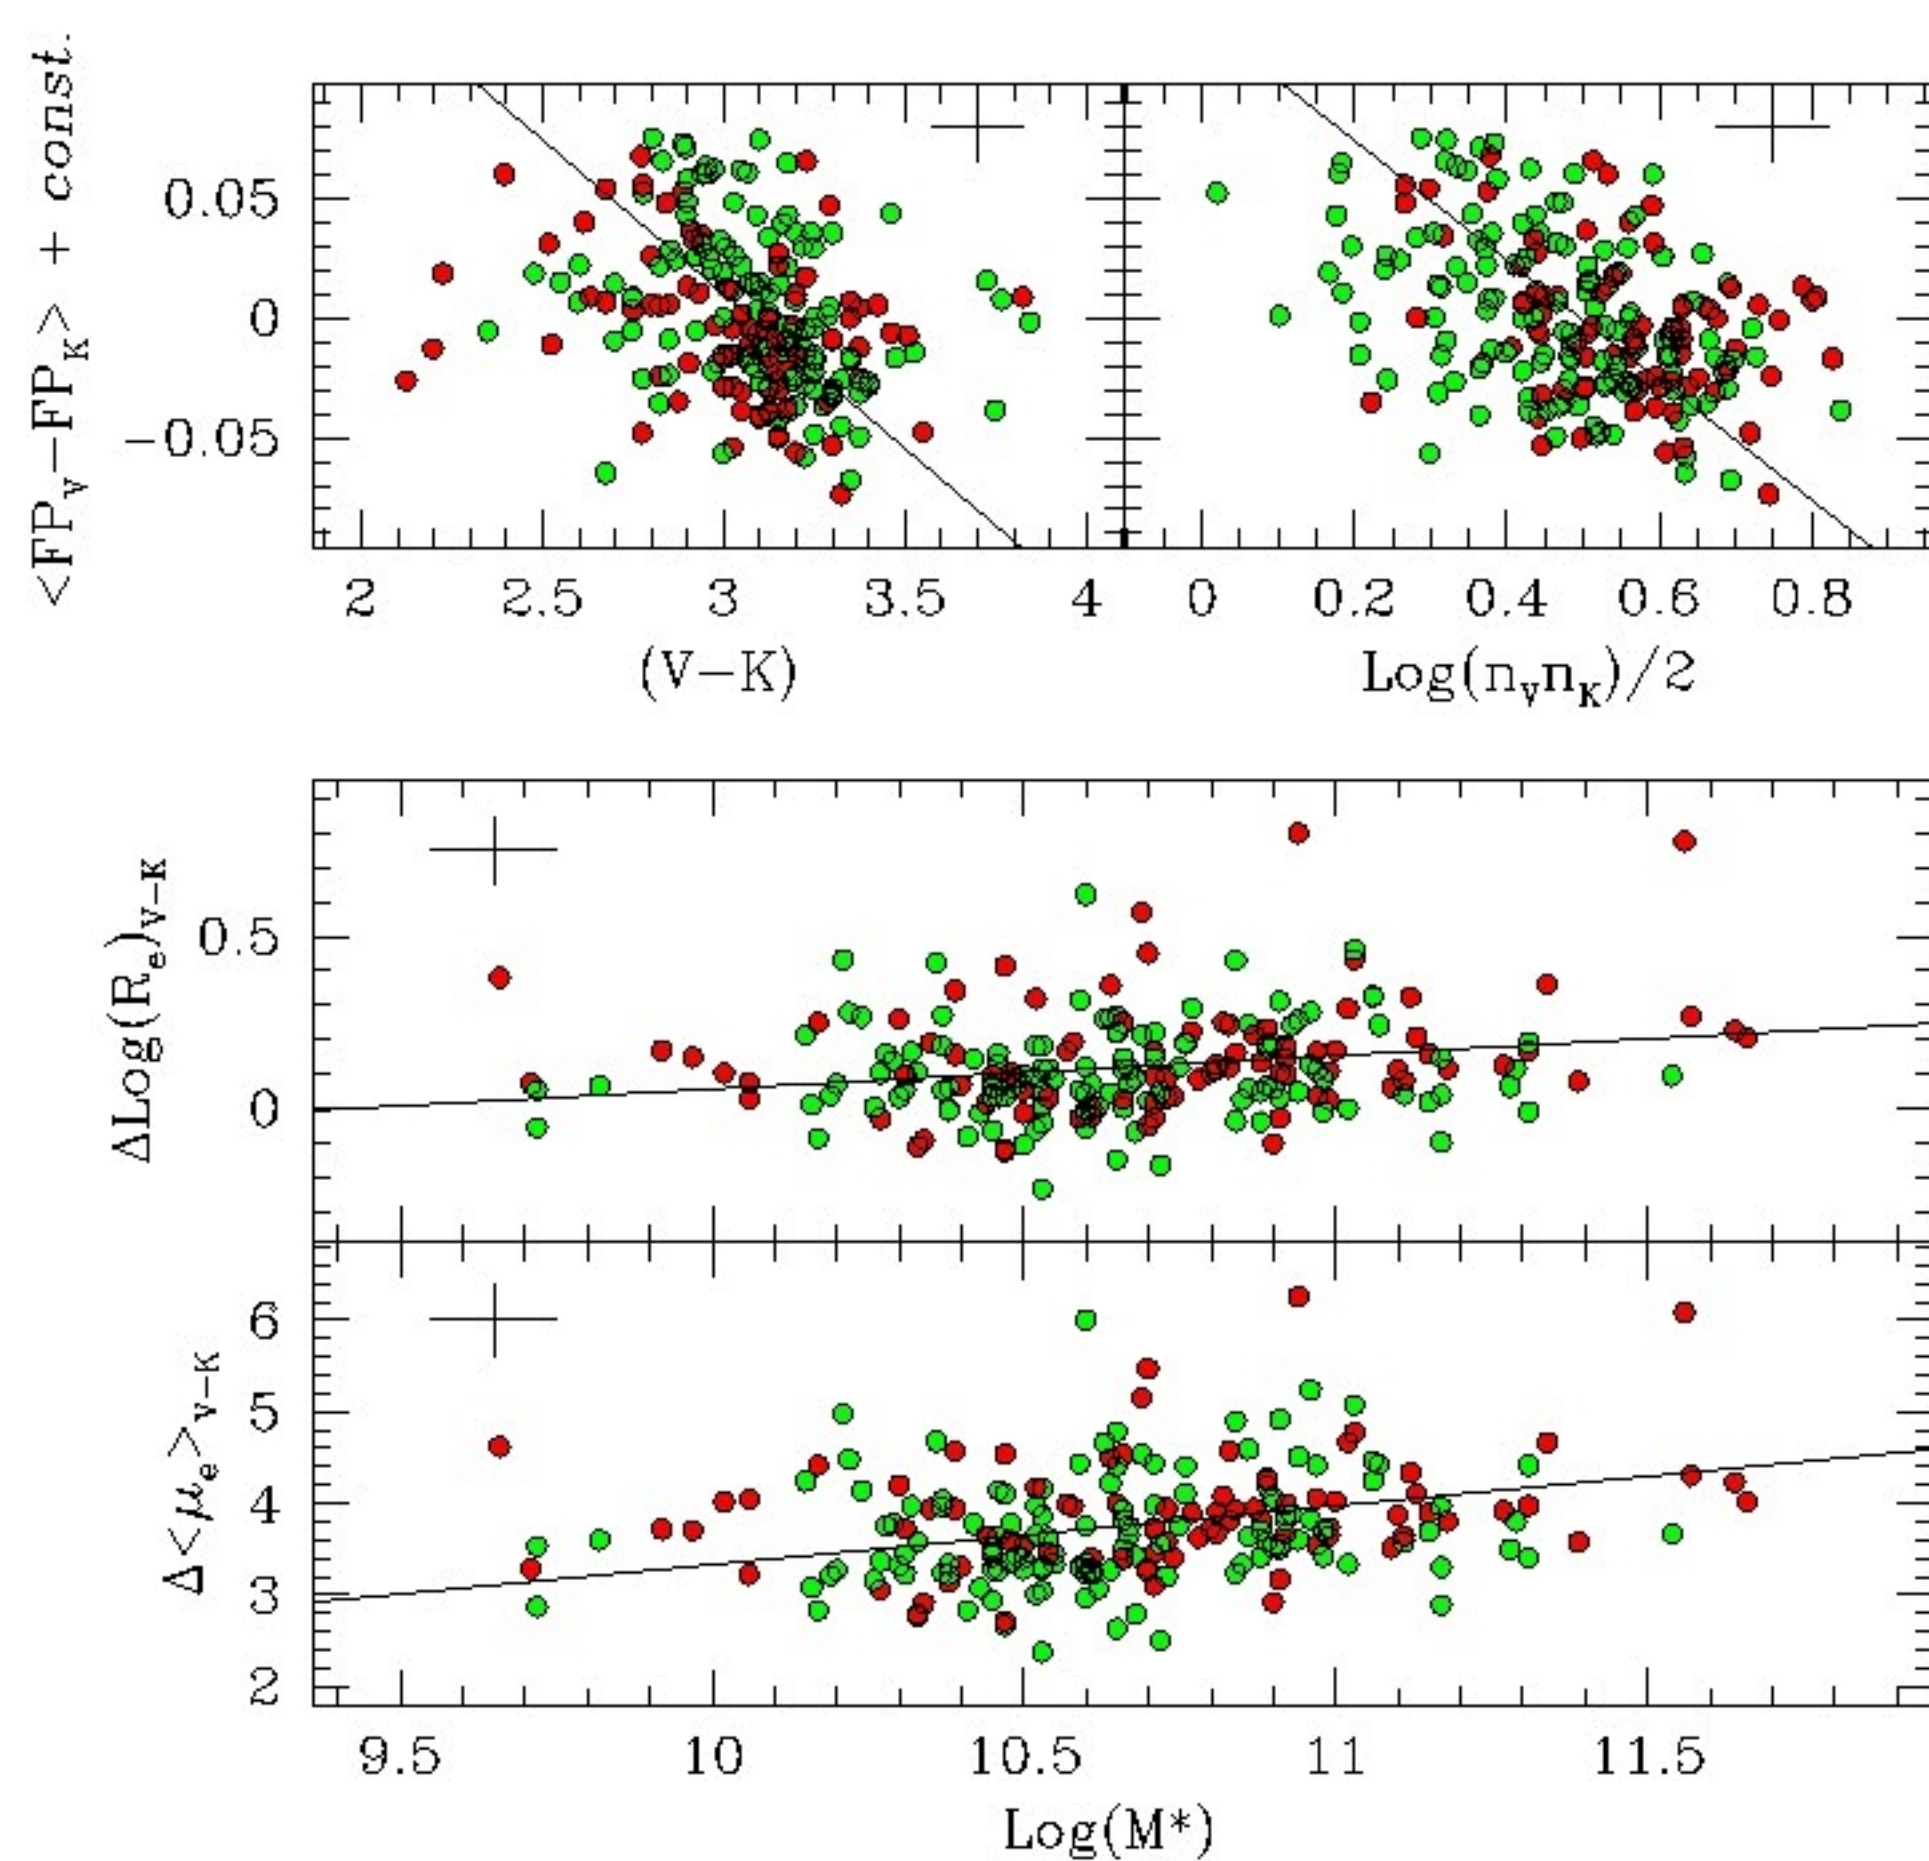 <FP_V−FP_K> + const.
0.05
0
−0.05
2 2.5 3 3.5 4
0 0.2 0.4 0.6 0.8
(V−K)
Log(n_Vn_K)/2
ΔLog(R_e)_V−K
0.5
0
Δ<μ_e>_V−K
6
5
4
3
2
9.5 10 10.5 11 11.5
Log(M*)